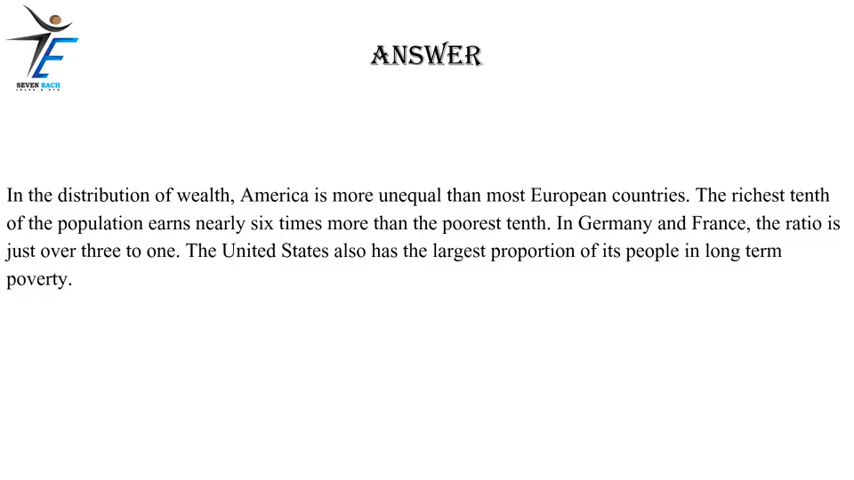 SEVEN EACH
IELTS & PTE
ANSWER
In the distribution of wealth, America is more unequal than most European countries. The richest tenth
of the population earns nearly six times more than the poorest tenth. In Germany and France, the ratio is
just over three to one. The United States also has the largest proportion of its people in long term
poverty.